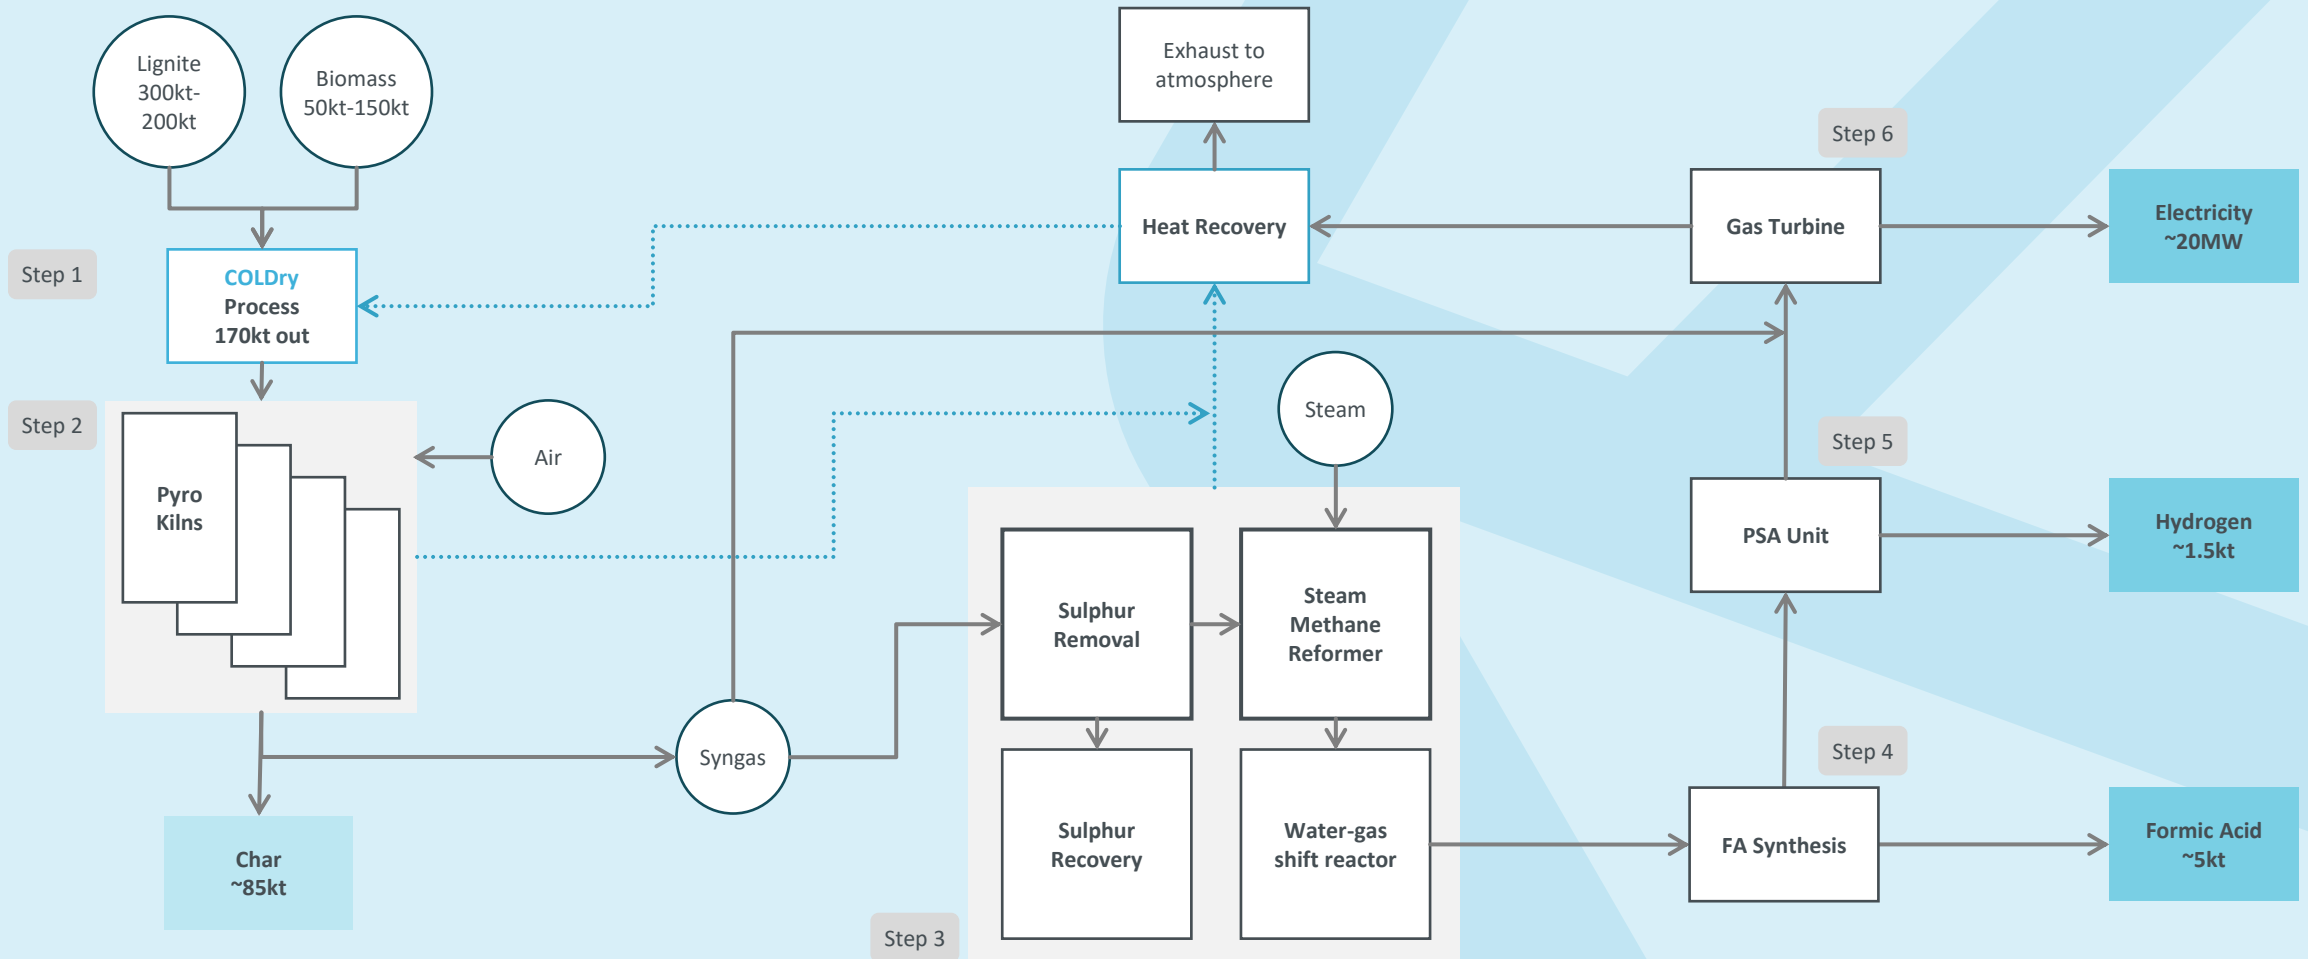 Lignite
300kt-
200kt
Biomass
50kt-150kt
Exhaust to
atmosphere
Step 6
Step 1
COLDry
Process
170kt out
Heat Recovery
Gas Turbine
Electricity
~20MW
Step 2
Pyro
Kilns
Air
Steam
Step 5
PSA Unit
Hydrogen
~1.5kt
Sulphur
Removal
Steam
Methane
Reformer
Syngas
Step 4
Char
~85kt
Sulphur
Recovery
Water-gas
shift reactor
FA Synthesis
Formic Acid
~5kt
Step 3